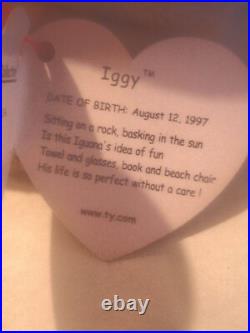 Iggy™
DATE OF BIRTH: August 12, 1997
Sitting on a rock, basking in the sun
Is this Iguana's idea of fun
Towel and glasses, book and beach chair
His life is so perfect without a care !
www.ty.com